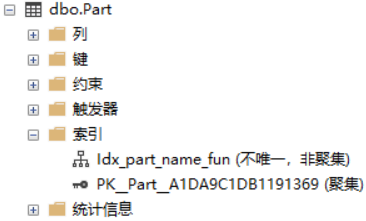 dbo.Part
列
键
约束
触发器
索引
Idx_part_name_fun (不唯一，非聚集)
PK__Part__A1DA9C1DB1191369 (聚集)
统计信息